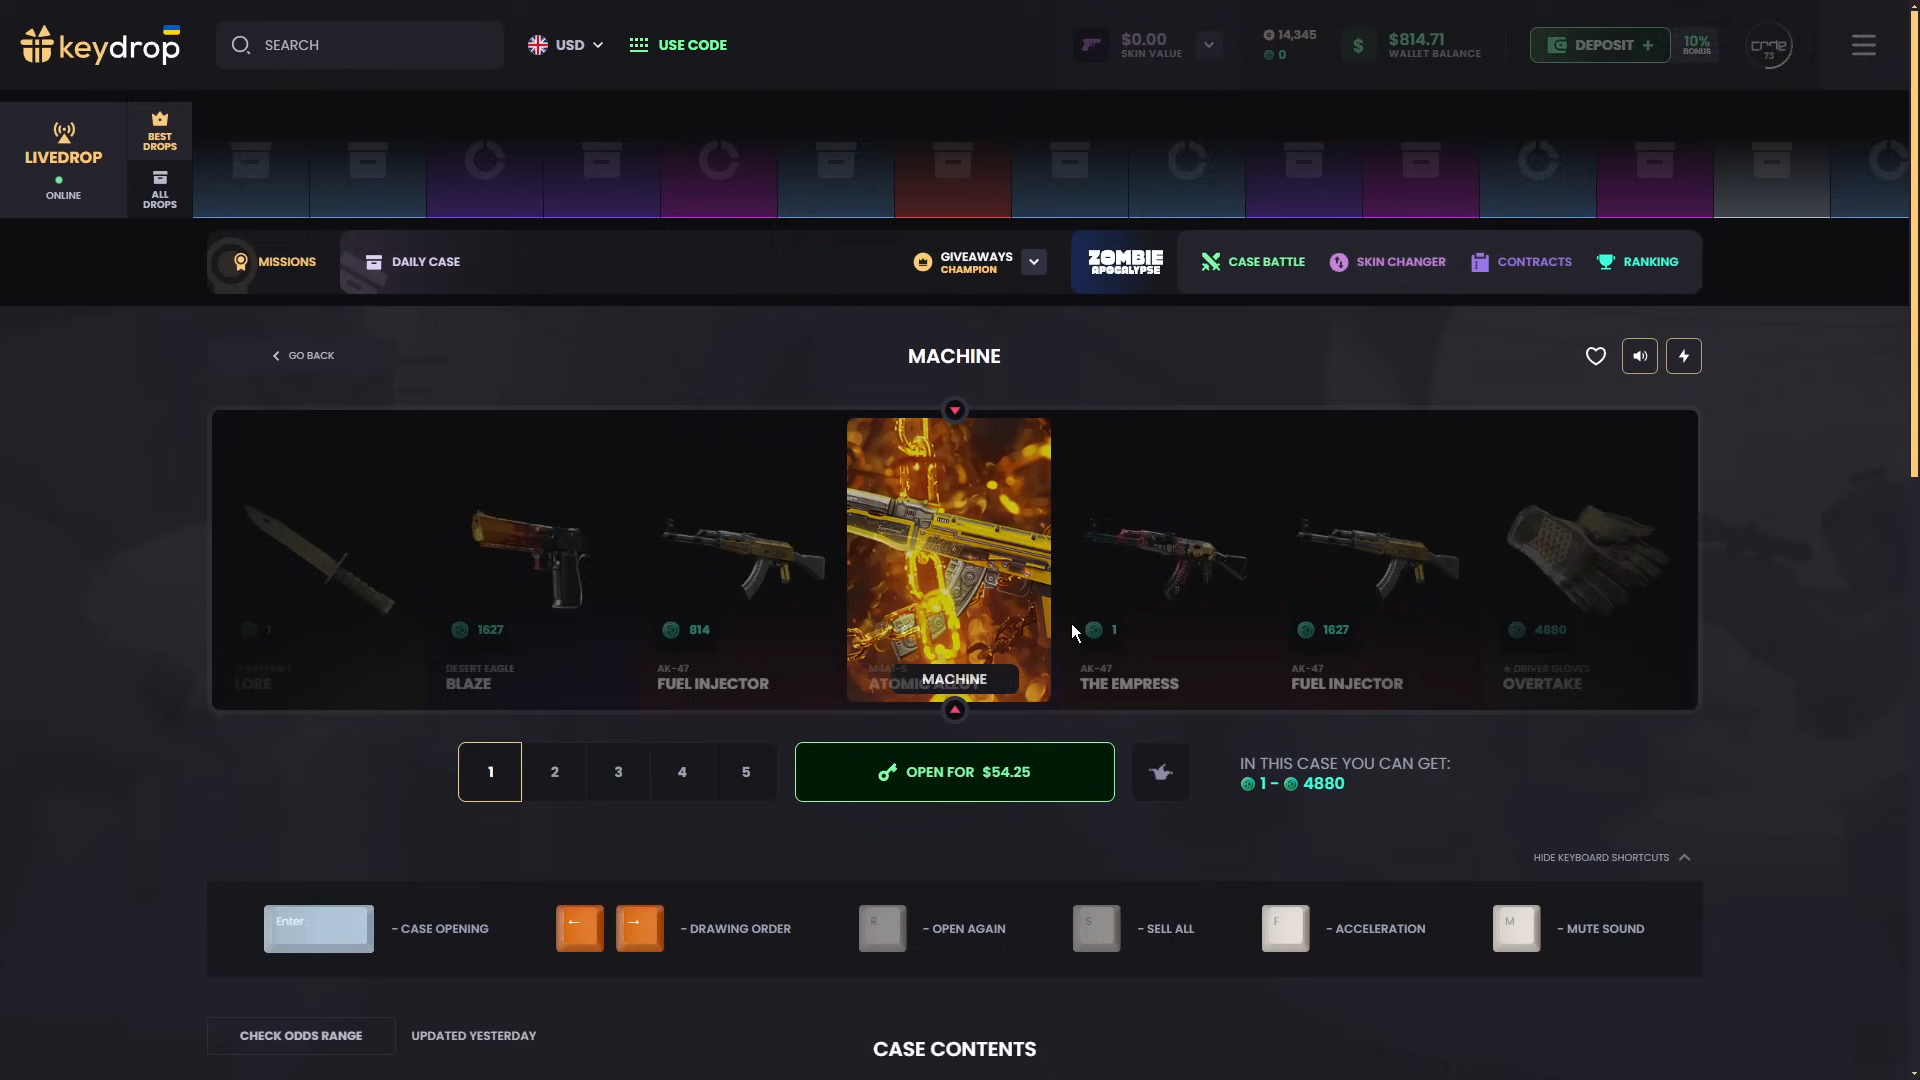 keydrop
SEARCH
USD
USE CODE
$0.00
SKIN VALUE
14,345
0
$
$814.71
WALLET BALANCE
DEPOSIT +
10%
BONUS
code
73
LIVEDROP
ONLINE
BEST
DROPS
ALL
DROPS
MISSIONS
DAILY CASE
GIVEAWAYS
CHAMPION
ZOMBIE
APOCALYPSE
CASE BATTLE
SKIN CHANGER
CONTRACTS
RANKING
GO BACK
MACHINE
1
LORE
1627
DESERT EAGLE
BLAZE
814
AK-47
FUEL INJECTOR
M4A1-S
ATOMIC ALLOY
MACHINE
1
AK-47
THE EMPRESS
1627
AK-47
FUEL INJECTOR
4880
★ DRIVER GLOVES
OVERTAKE
1
2
3
4
5
OPEN FOR $54.25
IN THIS CASE YOU CAN GET:
1 - 4880
HIDE KEYBOARD SHORTCUTS
Enter
- CASE OPENING
← →
- DRAWING ORDER
R
- OPEN AGAIN
S
- SELL ALL
F
- ACCELERATION
M
- MUTE SOUND
CHECK ODDS RANGE
UPDATED YESTERDAY
CASE CONTENTS